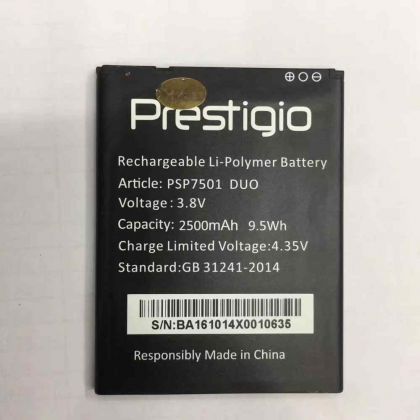 Prestigio
Rechargeable Li-Polymer Battery
Article: PSP7501 DUO
Voltage : 3.8V
Capacity: 2500mAh 9.5Wh
Charge Limited Voltage:4.35V
Standard:GB 31241-2014
S/N:BA161014X0010635
Responsibly Made in China